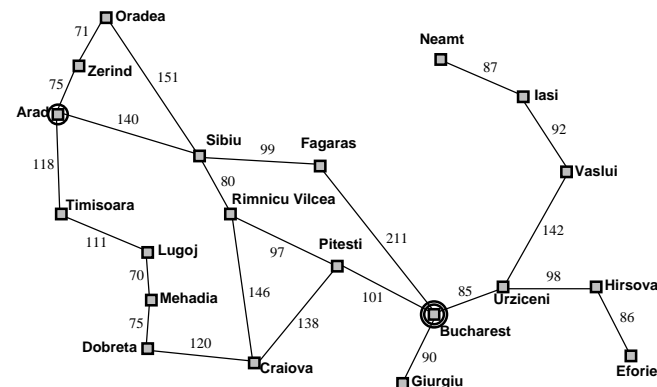 Oradea
71
Neamt
Zerind
87
75
151
Iasi
Arad
140
92
Sibiu
Fagaras
99
118
Vaslui
80
Timisoara
Rimnicu Vilcea
111
Lugoj
97
Pitesti
211
142
70
98
Hirsova
Mehadia
146
101
85
Urziceni
75
138
86
Bucharest
120
Dobreta
90
Craiova
Eforie
Giurgiu